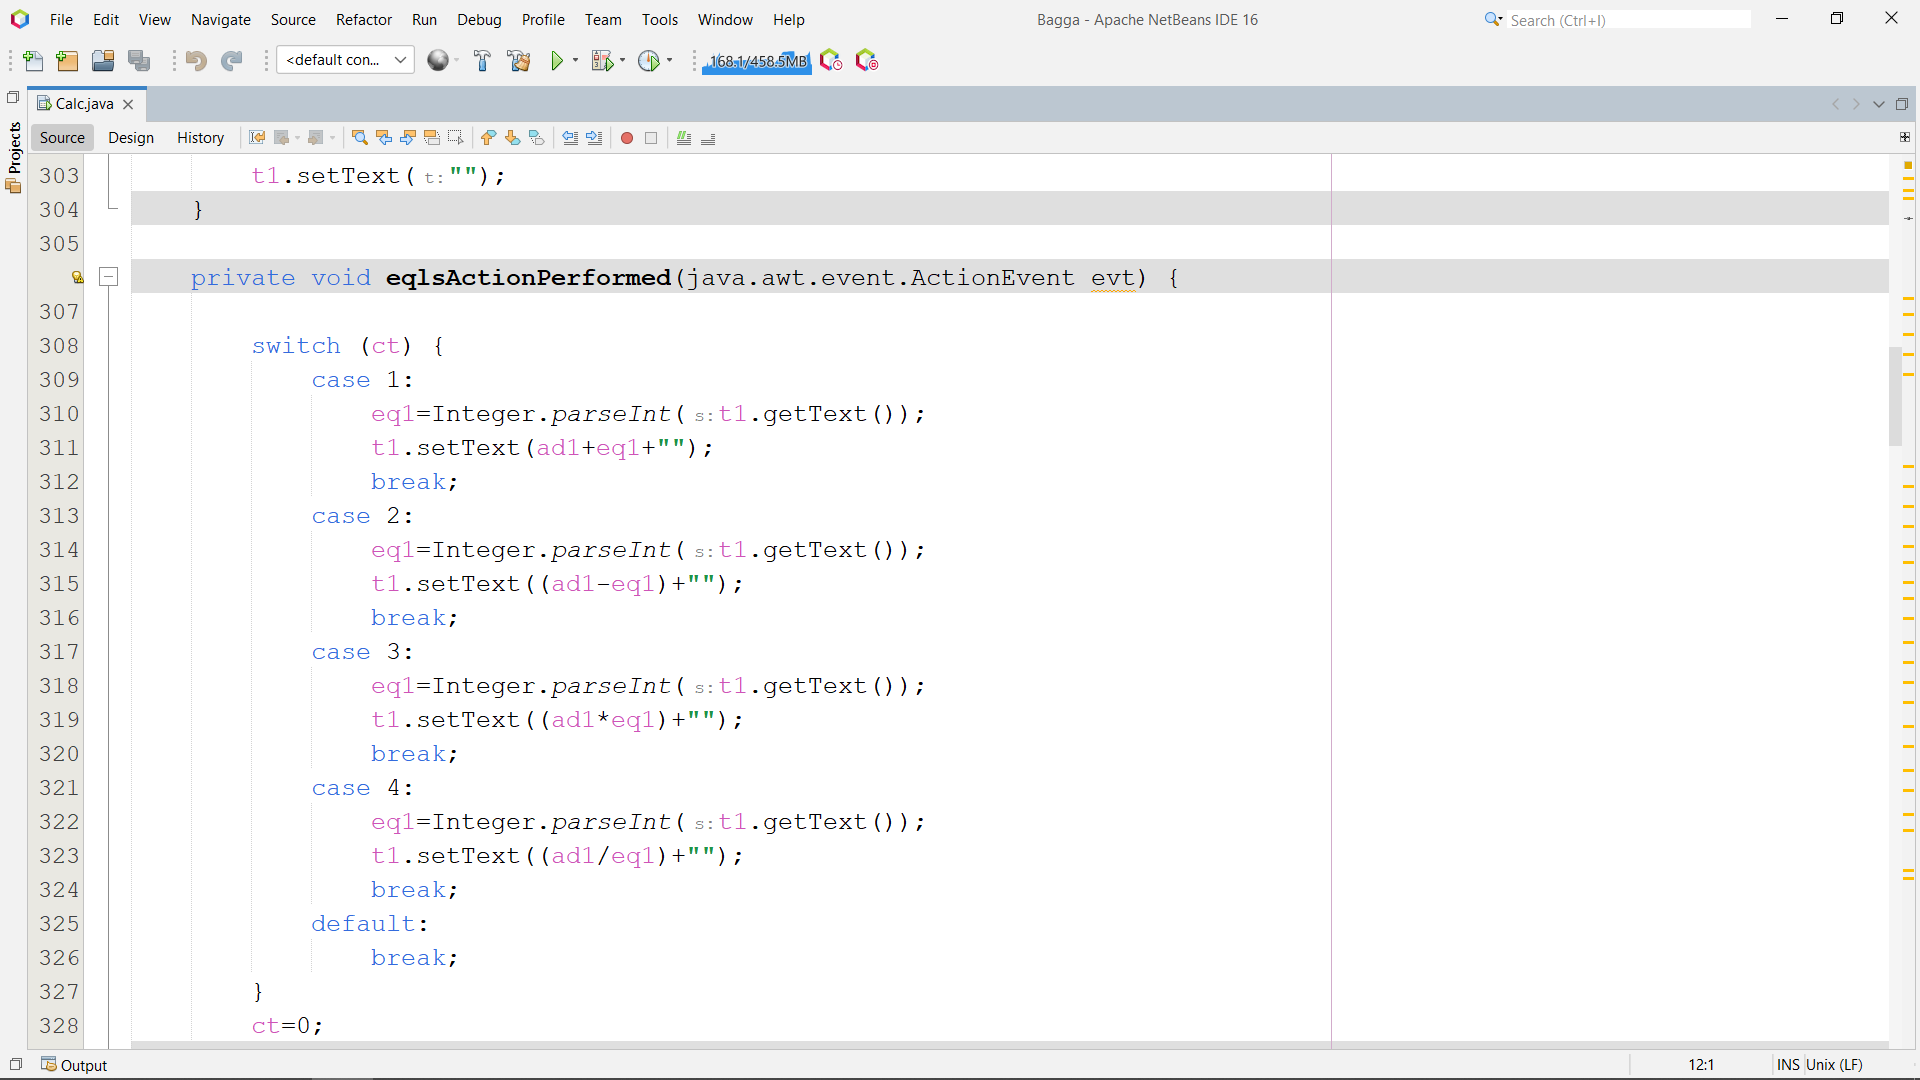 File Edit View Navigate Source Refactor Run Debug Profile Team Tools Window Help
Bagga - Apache NetBeans IDE 16
Search (Ctrl+I)
<default con...
168.1/458.5MB
Projects
Calc.java
Source Design History
303 t1.setText( t: "");
304 }
305
private void eqlsActionPerformed(java.awt.event.ActionEvent evt) {
307
308 switch (ct) {
309 case 1:
310 eq1=Integer.parseInt( s: t1.getText());
311 t1.setText(ad1+eq1+"");
312 break;
313 case 2:
314 eq1=Integer.parseInt( s: t1.getText());
315 t1.setText((ad1-eq1)+"");
316 break;
317 case 3:
318 eq1=Integer.parseInt( s: t1.getText());
319 t1.setText((ad1*eq1)+"");
320 break;
321 case 4:
322 eq1=Integer.parseInt( s: t1.getText());
323 t1.setText((ad1/eq1)+"");
324 break;
325 default:
326 break;
327 }
328 ct=0;
Output
12:1 INS Unix (LF)